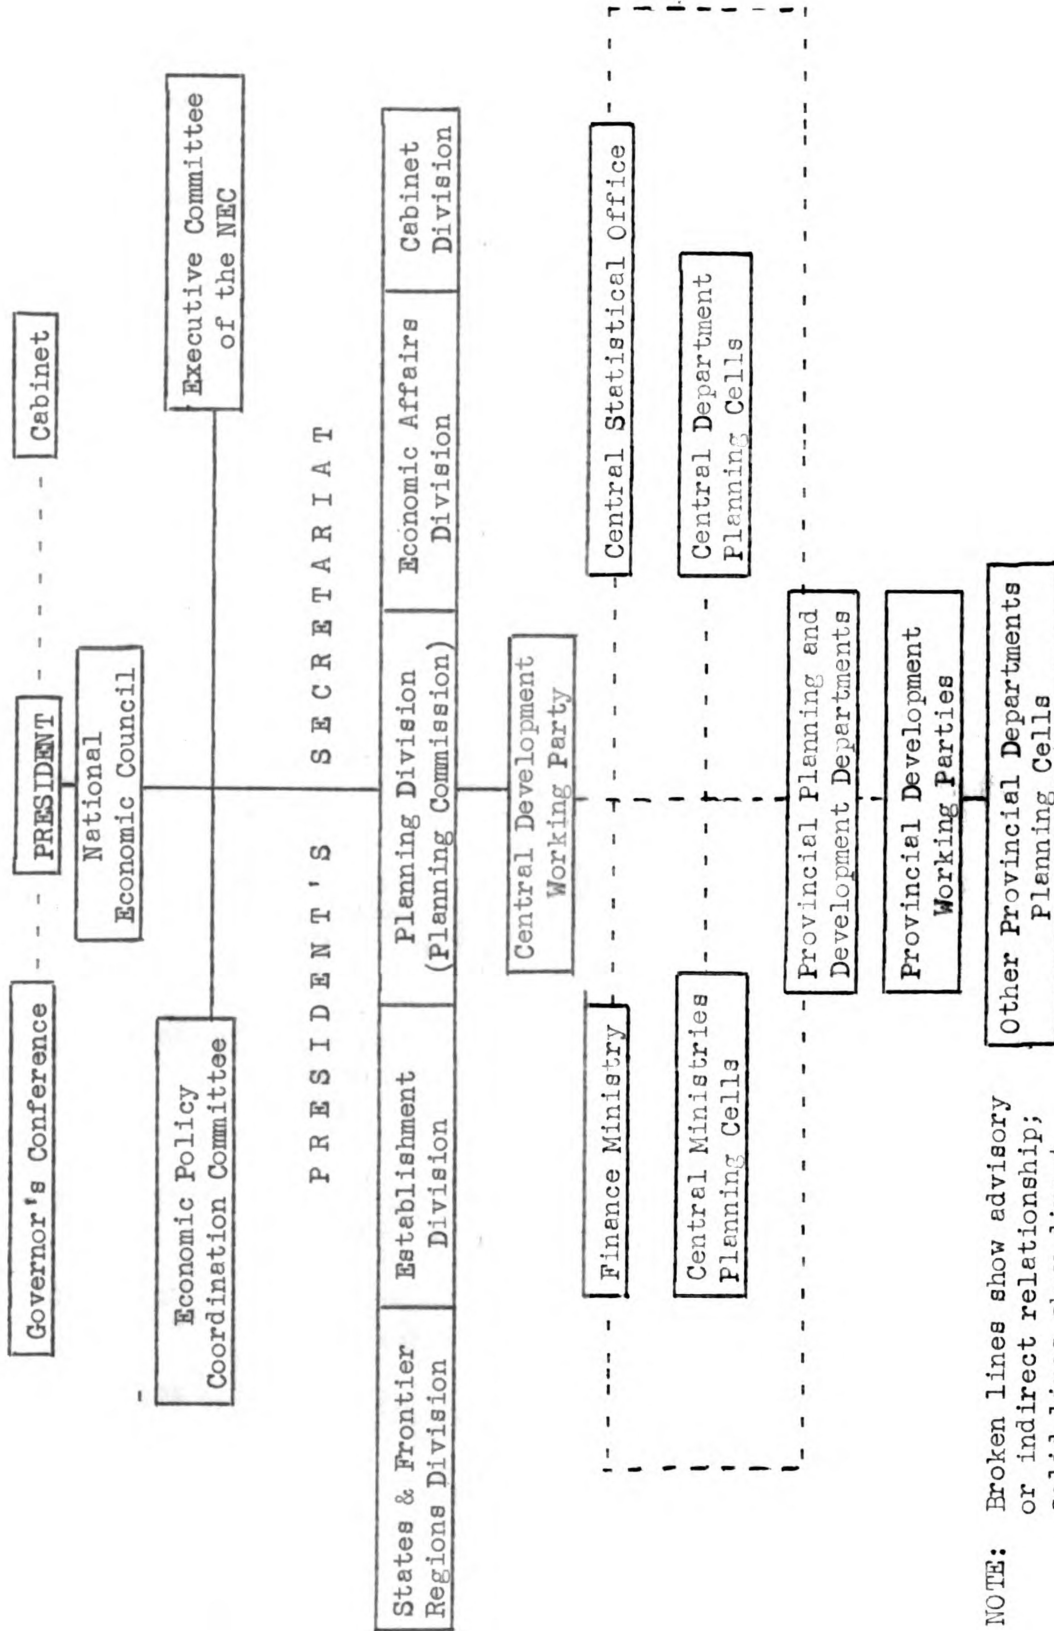 Governor's Conference
PRESIDENT
Cabinet
National
Economic Council
Economic Policy
Coordination Committee
Executive Committee
of the NEC
PRESIDENT'S SECRETARIAT
States & Frontier
Regions Division
Establishment
Division
Planning Division
(Planning Commission)
Economic Affairs
Division
Cabinet
Division
Central Development
Working Party
Finance Ministry
Central Statistical Office
Central Ministries
Planning Cells
Central Department
Planning Cells
Provincial Planning and
Development Departments
Provincial Development
Working Parties
Other Provincial Departments
Planning Cells
NOTE: Broken lines show advisory
or indirect relationship;